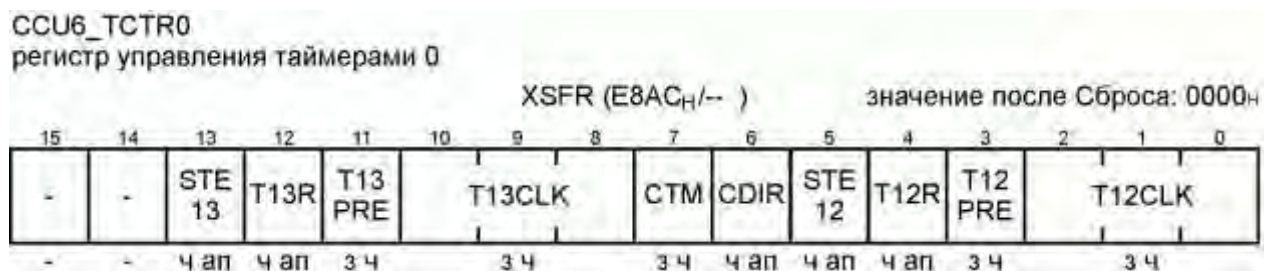 CCU6_TCTR0
регистр управления таймерами 0
XSFR (E8ACH/-- ) значение после Сброса: 0000н
15 14 13 12 11 10 9 8 7 6 5 4 3 2 1 0
- - STE 13 T13R T13 PRE T13CLK CTM CDIR STE 12 T12R T12 PRE T12CLK
- - ч ап ч ап з ч з ч з ч ч ап ч ап ч ап з ч з ч